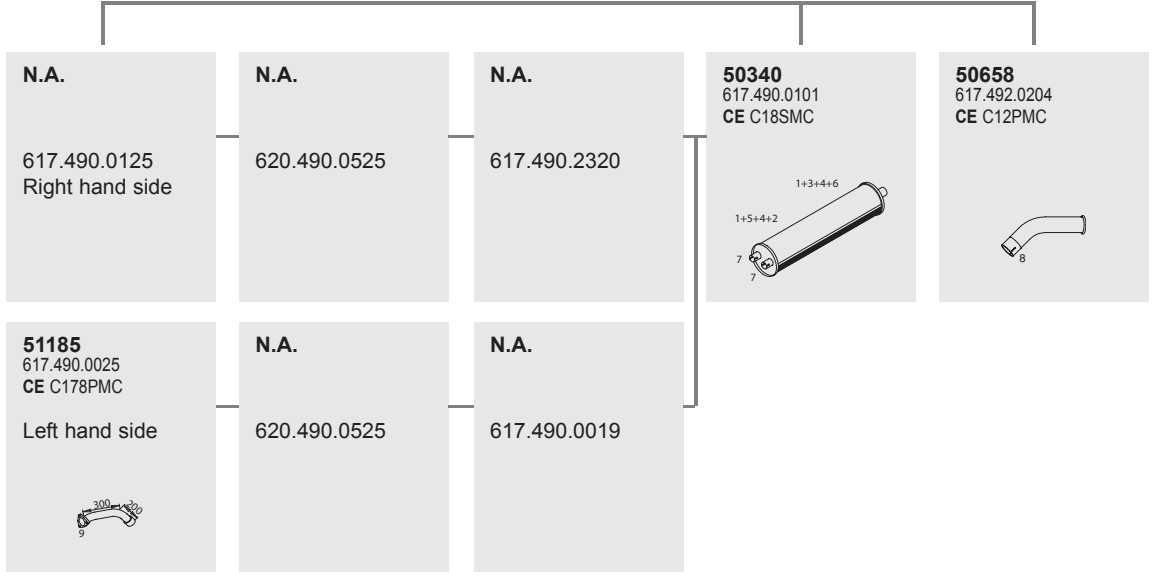 N.A.
617.490.0125
Right hand side
N.A.
620.490.0525
N.A.
617.490.2320
50340
617.490.0101
CE C18SMC
1+3+4+6
1+5+4+2
7
7
50658
617.492.0204
CE C12PMC
8
51185
617.490.0025
CE C178PMC
Left hand side
300
200
9
N.A.
620.490.0525
N.A.
617.490.0019